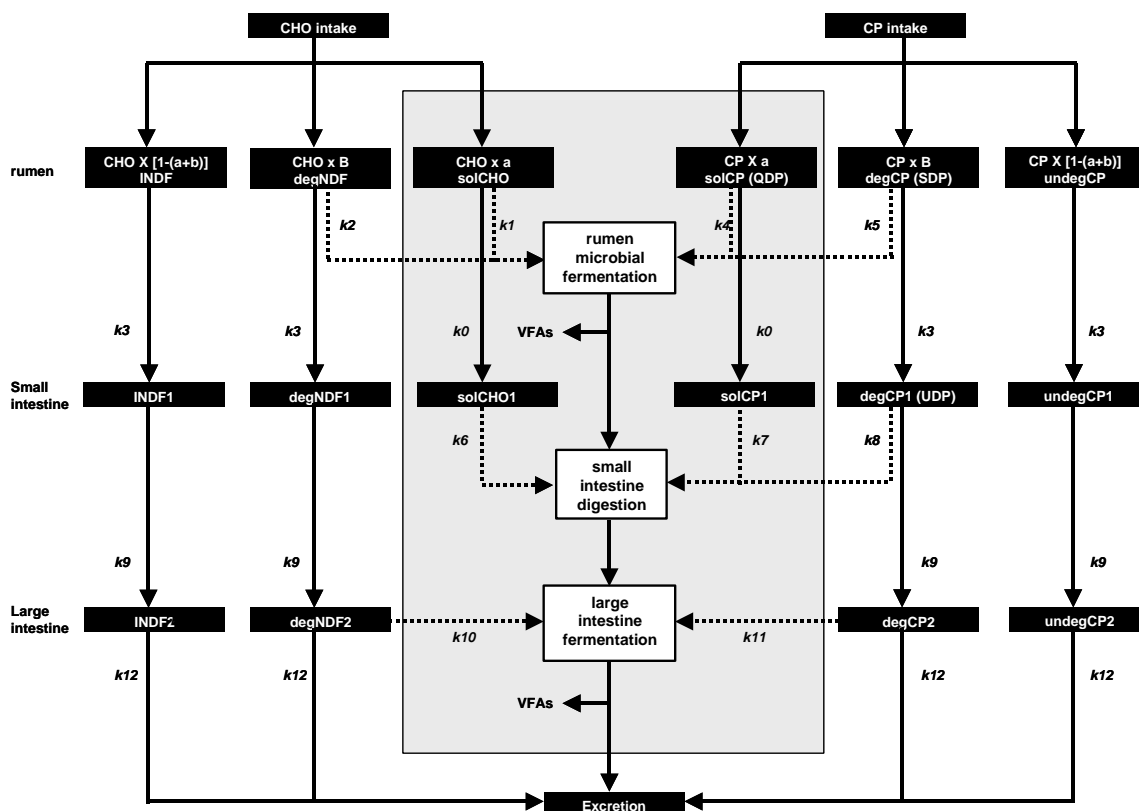 CHO intake
CP intake
rumen
CHO X [1-(a+b)]
INDF
CHO x B
degNDF
CHO x a
solCHO
CP X a
solCP (QDP)
CP x B
degCP (SDP)
CP X [1-(a+b)]
undegCP
k2
k1
k4
k5
rumen
microbial
fermentation
k3
k3
k0
VFAs
k0
k3
k3
Small
intestine
INDF1
degNDF1
solCHO1
solCP1
degCP1 (UDP)
undegCP1
k6
k7
k8
small
intestine
digestion
k9
k9
k9
k9
Large
intestine
INDF2
degNDF2
k10
large
intestine
fermentation
k11
degCP2
undegCP2
k12
k12
k12
k12
VFAs
Excretion